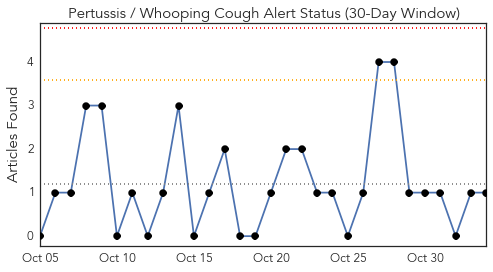 Pertussis / Whooping Cough Alert Status (30-Day Window)
Articles Found
4
3
2
1
0
Oct 05 Oct 10 Oct 15 Oct 20 Oct 25 Oct 30